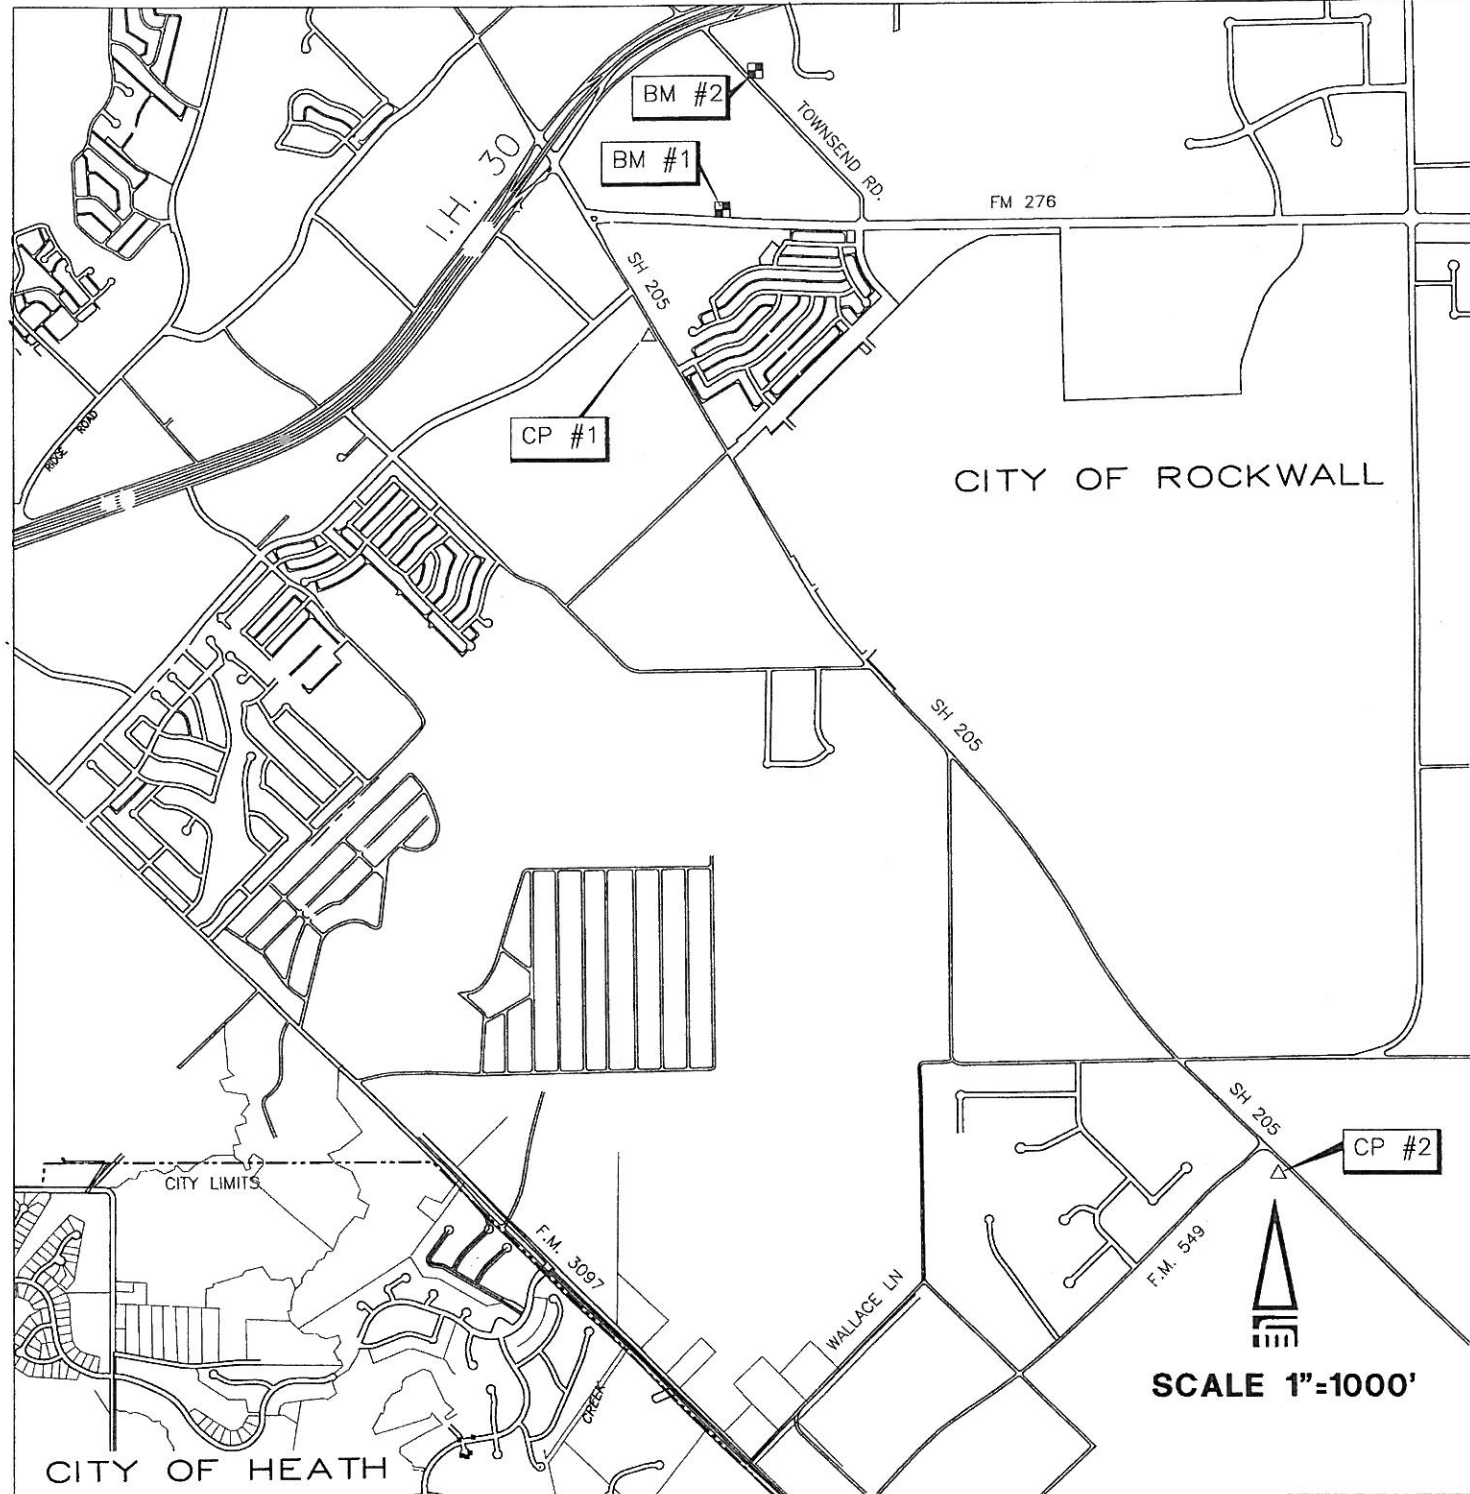 BM #2
TOWNSEND RD.
I.H. 30
BM #1
FM 276
SH 205
CP #1
RIDGE ROAD
CITY OF ROCKWALL
SH 205
SH 205
CP #2
CITY LIMITS
F.M. 3097
F.M. 549
WALLACE LN
CREEK
SCALE 1"=1000'
CITY OF HEATH